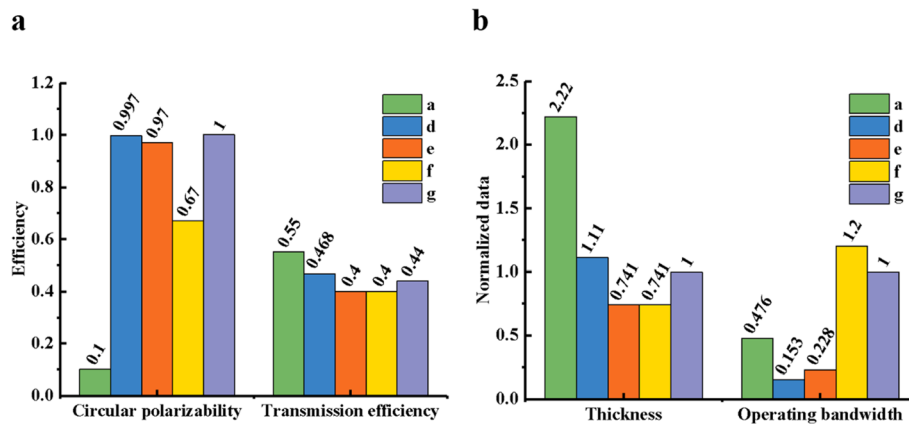 a
Efficiency
1.2
1.0
0.8
0.6
0.4
0.2
0.0
0.1
0.997
0.97
0.67
1
0.55
0.468
0.4
0.4
0.44
a
d
e
f
g
Circular polarizability
Transmission efficiency
b
Normalized data
2.5
2.0
1.5
1.0
0.5
0.0
2.22
1.11
0.741
0.741
1
0.476
0.153
0.228
1.2
1
a
d
e
f
g
Thickness
Operating bandwidth